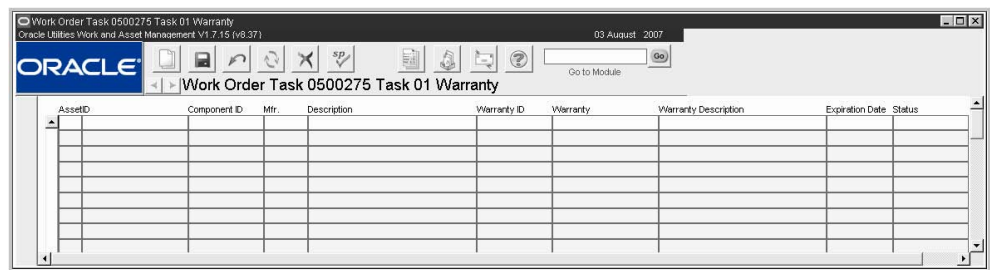 Work Order Task 0500275 Task 01 Warranty
Oracle Utilities Work and Asset Management V1.7.15 (v8.37) 03 August 2007
ORACLE
sp
Go
Go to Module
Work Order Task 0500275 Task 01 Warranty
AssetID Component ID Mfr. Description Warranty ID Warranty Warranty Description Expiration Date Status